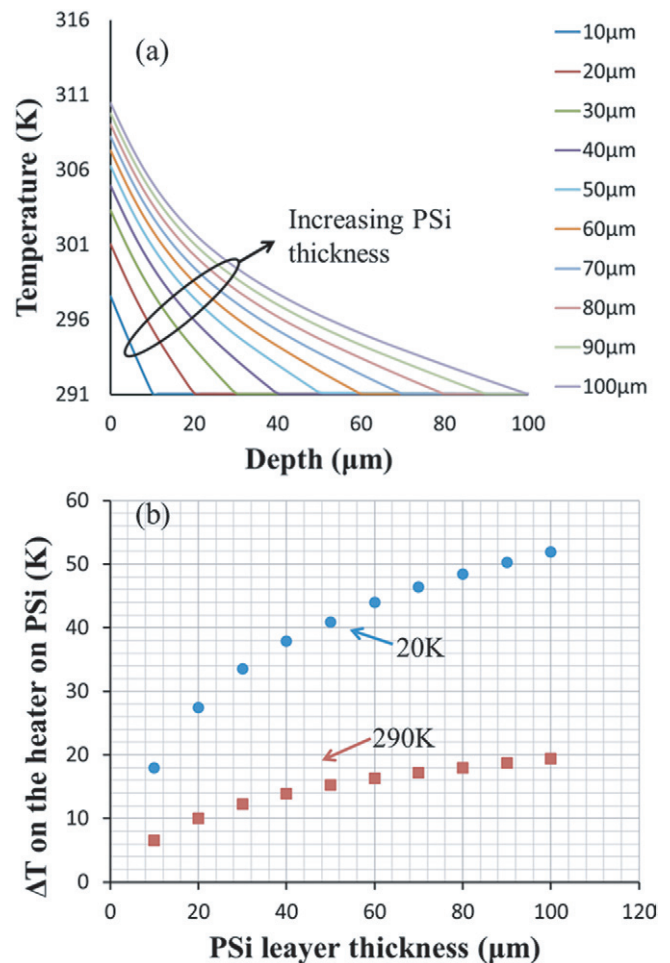 316
311
306
301
296
291
Temperature (K)
(a)
Increasing PSi
thickness
0
20
40
60
80
100
Depth (µm)
10µm
20µm
30µm
40µm
50µm
60µm
70µm
80µm
90µm
100µm
60
50
40
30
20
10
0
ΔT on the heater on PSi (K)
(b)
20K
290K
0
20
40
60
80
100
120
PSi leayer thickness (µm)